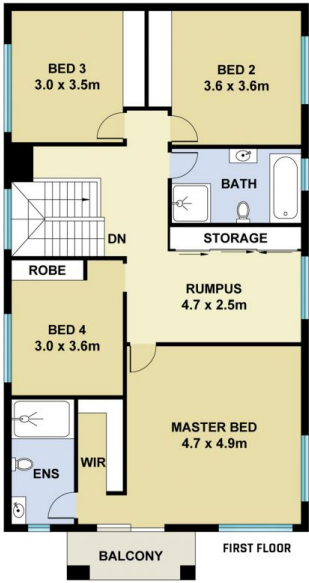 BED 3
3.0 x 3.5m
BED 2
3.6 x 3.6m
BATH
DN
STORAGE
ROBE
RUMPUS
4.7 x 2.5m
BED 4
3.0 x 3.6m
MASTER BED
4.7 x 4.9m
WIR
ENS
BALCONY
FIRST FLOOR